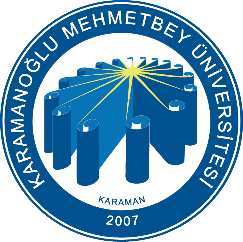 KARAMANOĞLU MEHMETBEY ÜNİVERSİTESİ
KARAMAN
2007